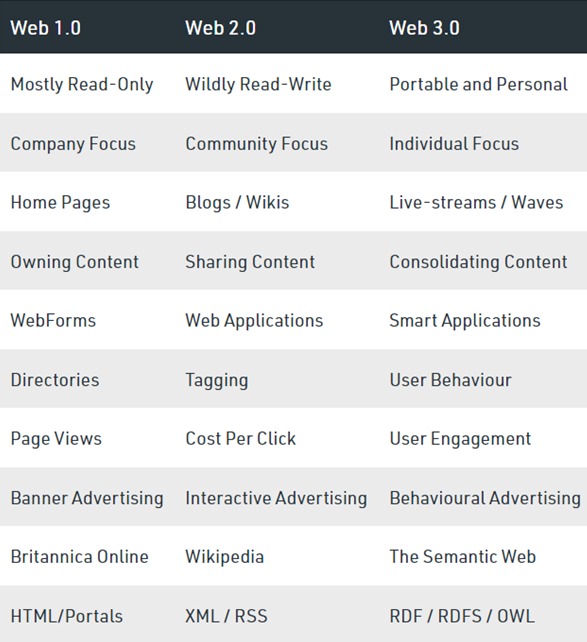 Web 1.0 Web 2.0 Web 3.0
Mostly Read-Only Wildly Read-Write Portable and Personal
Company Focus Community Focus Individual Focus
Home Pages Blogs / Wikis Live-streams / Waves
Owning Content Sharing Content Consolidating Content
WebForms Web Applications Smart Applications
Directories Tagging User Behaviour
Page Views Cost Per Click User Engagement
Banner Advertising Interactive Advertising Behavioural Advertising
Britannica Online Wikipedia The Semantic Web
HTML/Portals XML / RSS RDF / RDFS / OWL